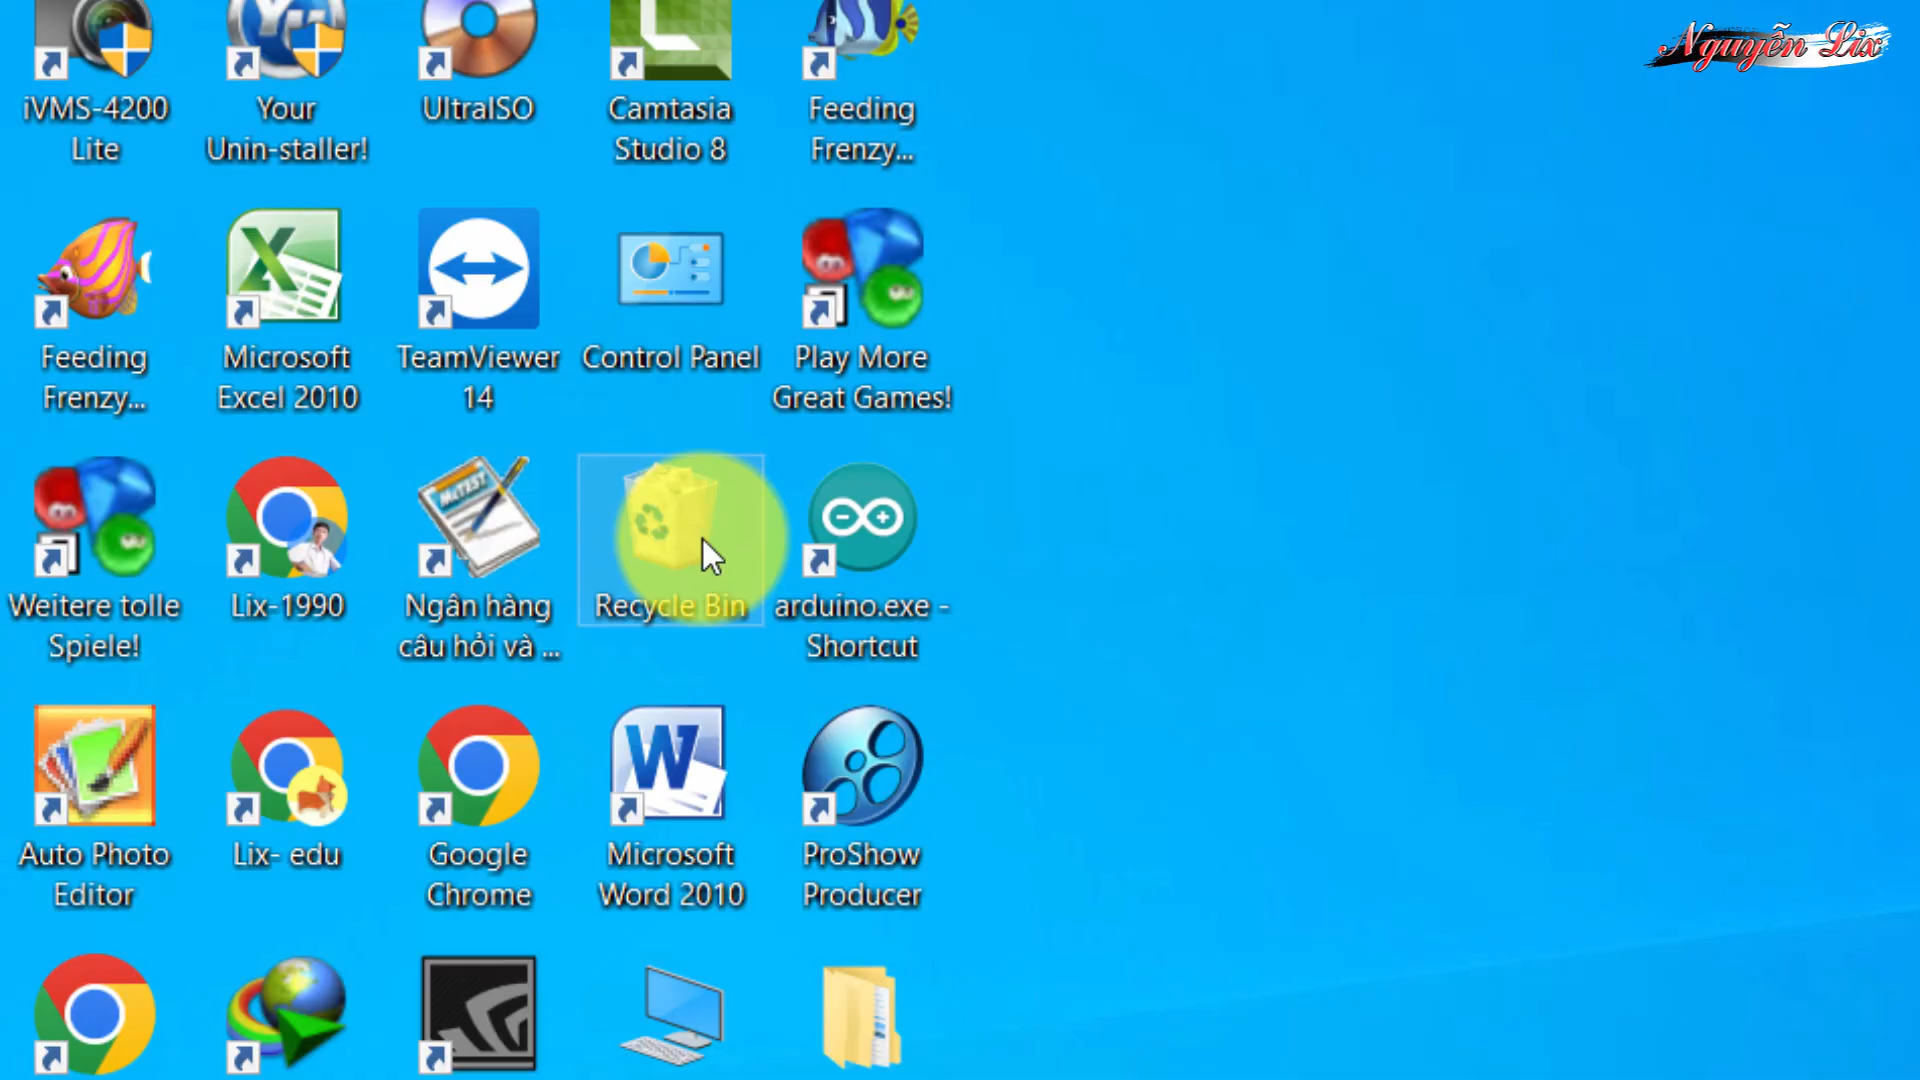 Nguyễn Lix
iVMS-4200
Lite
Your
Unin-staller!
UltraISO
Camtasia
Studio 8
Feeding
Frenzy...
Feeding
Frenzy...
Microsoft
Excel 2010
TeamViewer
14
Control Panel
Play More
Great Games!
Weitere tolle
Spiele!
Lix-1990
Ngân hàng
câu hỏi và ...
McTEST
Recycle Bin
arduino.exe -
Shortcut
Auto Photo
Editor
Lix- edu
Google
Chrome
Microsoft
Word 2010
ProShow
Producer